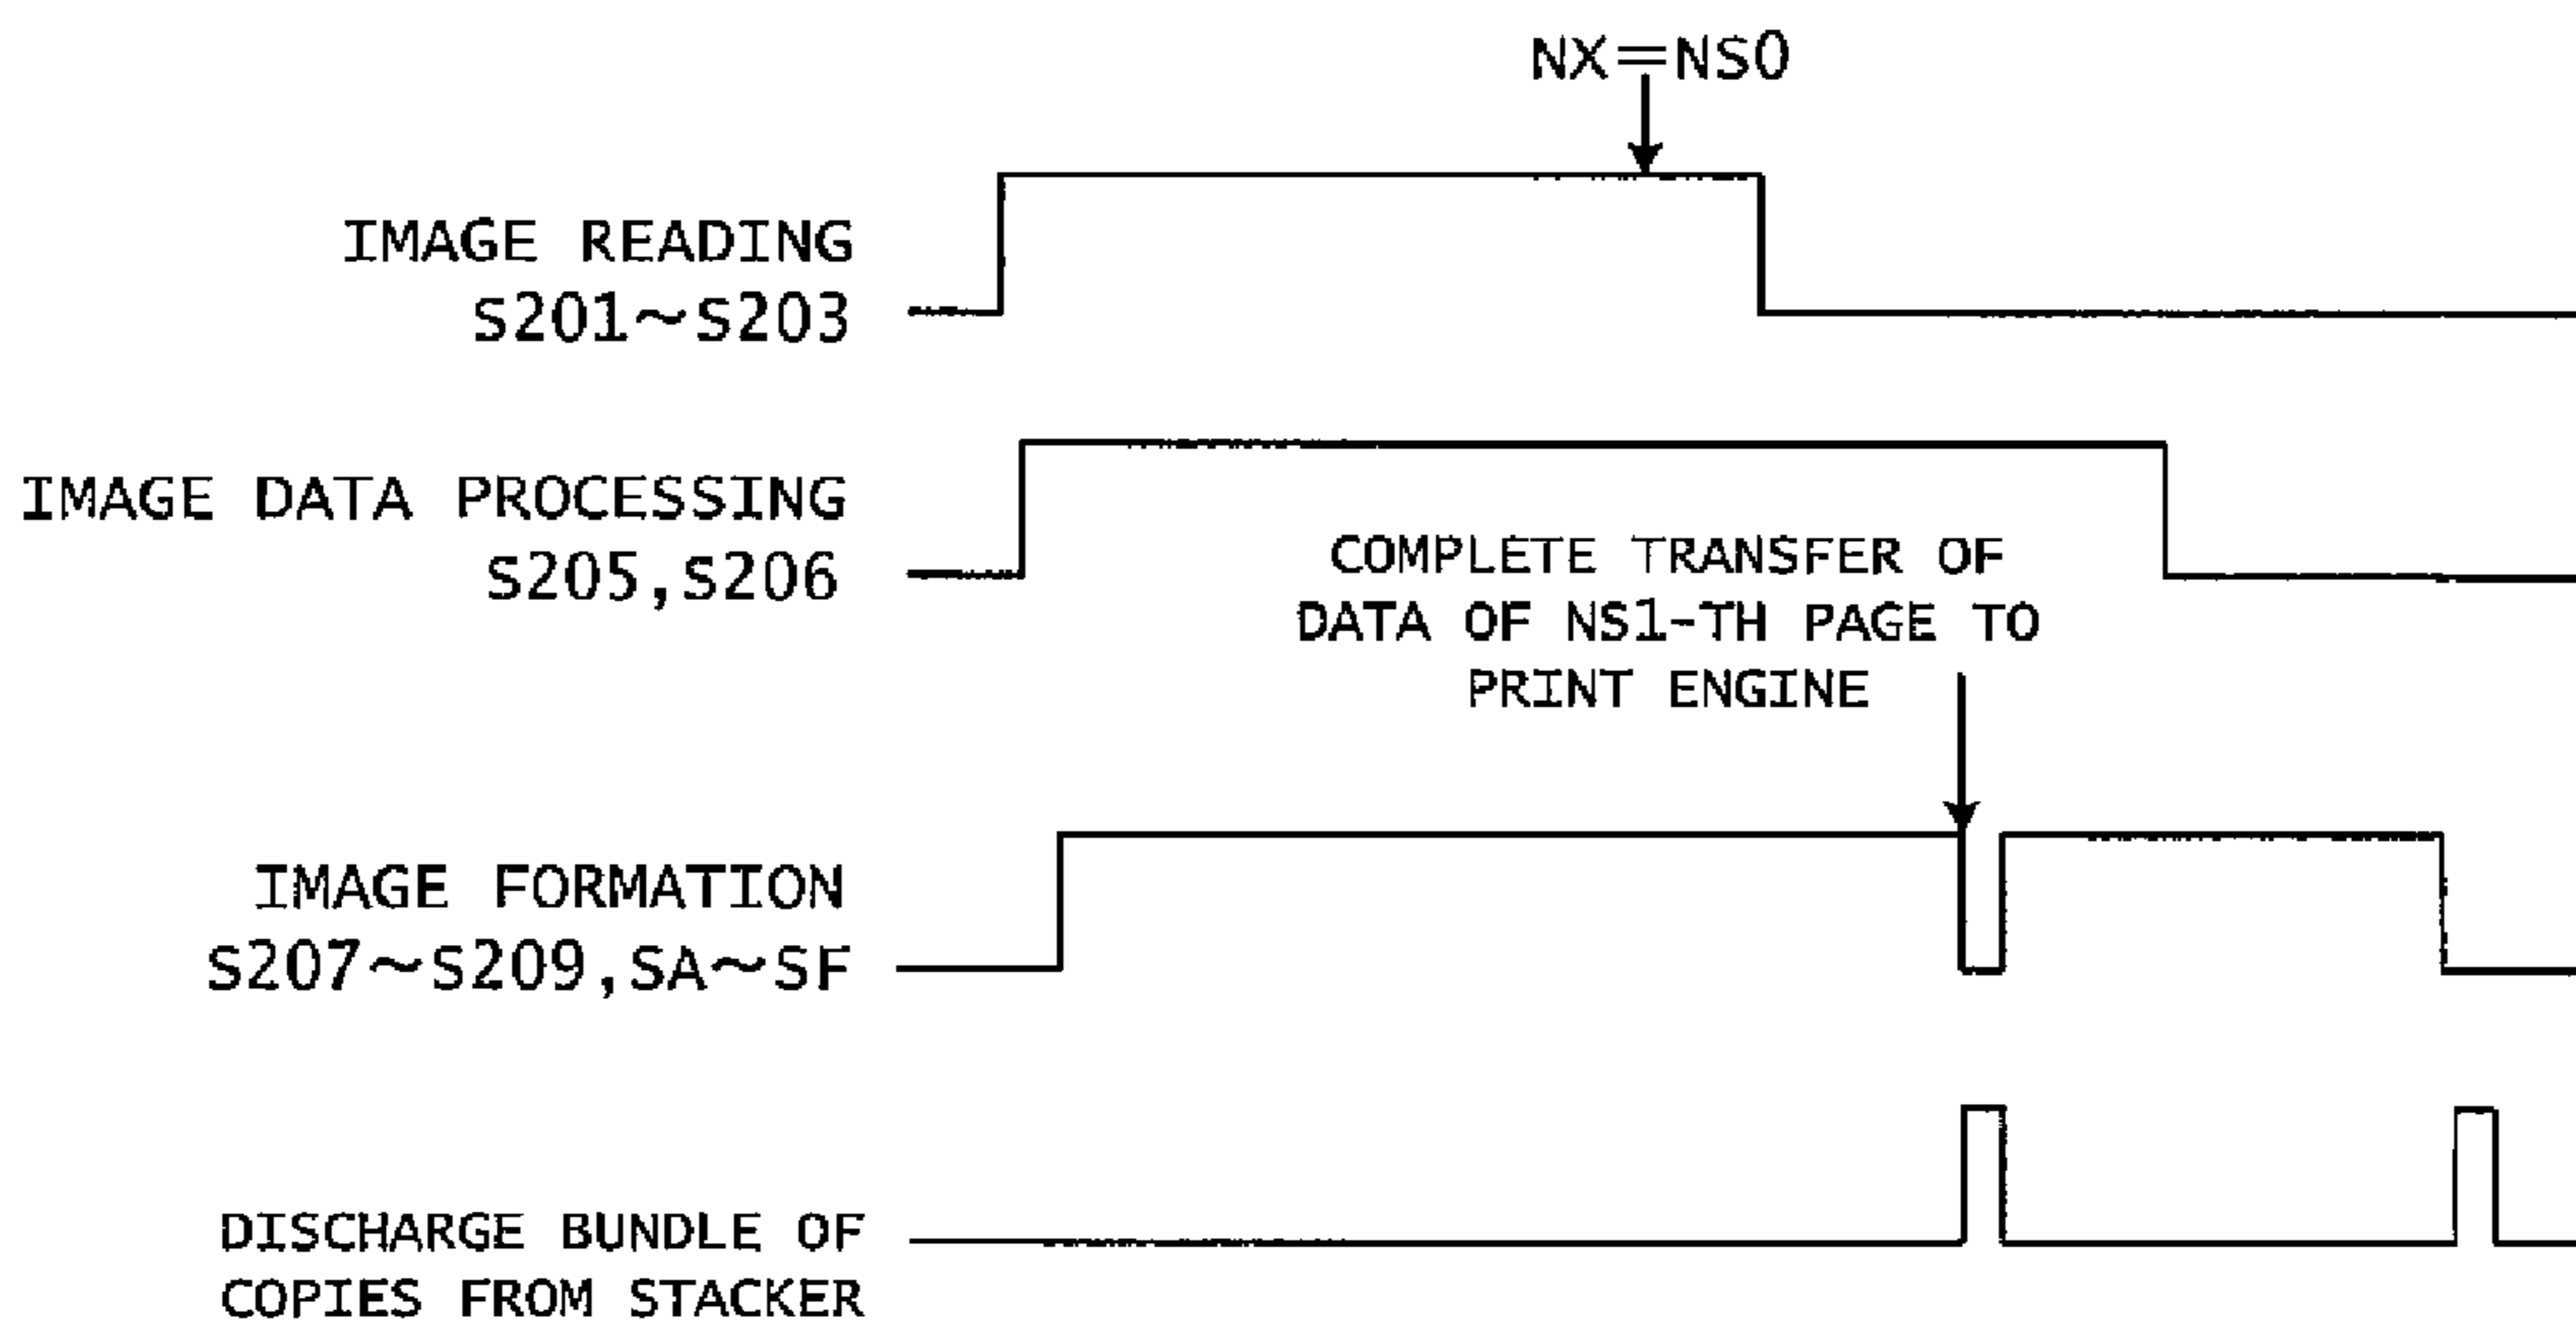 NX=NS0
IMAGE READING
S201~S203
IMAGE DATA PROCESSING
S205,S206
COMPLETE TRANSFER OF
DATA OF NS1-TH PAGE TO
PRINT ENGINE
IMAGE FORMATION
S207~S209,SA~SF
DISCHARGE BUNDLE OF
COPIES FROM STACKER